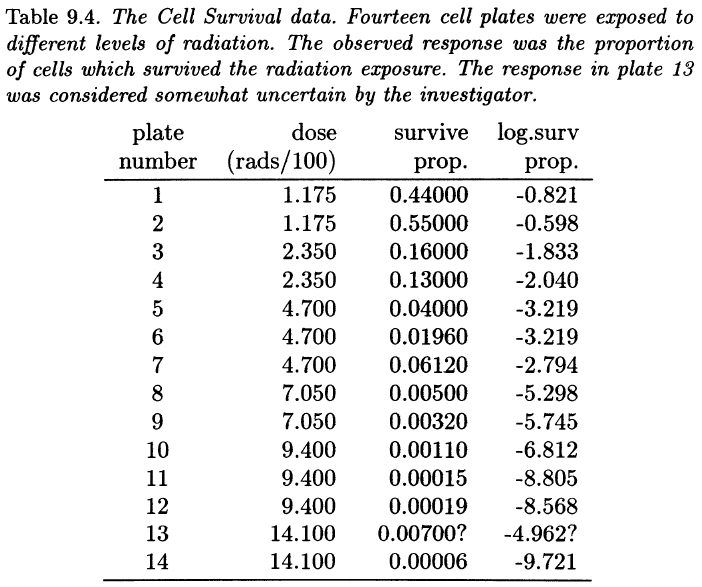 Table 9.4. The Cell Survival data. Fourteen cell plates were exposed to
different levels of radiation. The observed response was the proportion
of cells which survived the radiation exposure. The response in plate 13
was considered somewhat uncertain by the investigator.
plate dose survive log.surv
number (rads/100) prop. prop.
1 1.175 0.44000 -0.821
2 1.175 0.55000 -0.598
3 2.350 0.16000 -1.833
4 2.350 0.13000 -2.040
5 4.700 0.04000 -3.219
6 4.700 0.01960 -3.219
7 4.700 0.06120 -2.794
8 7.050 0.00500 -5.298
9 7.050 0.00320 -5.745
10 9.400 0.00110 -6.812
11 9.400 0.00015 -8.805
12 9.400 0.00019 -8.568
13 14.100 0.00700? -4.962?
14 14.100 0.00006 -9.721